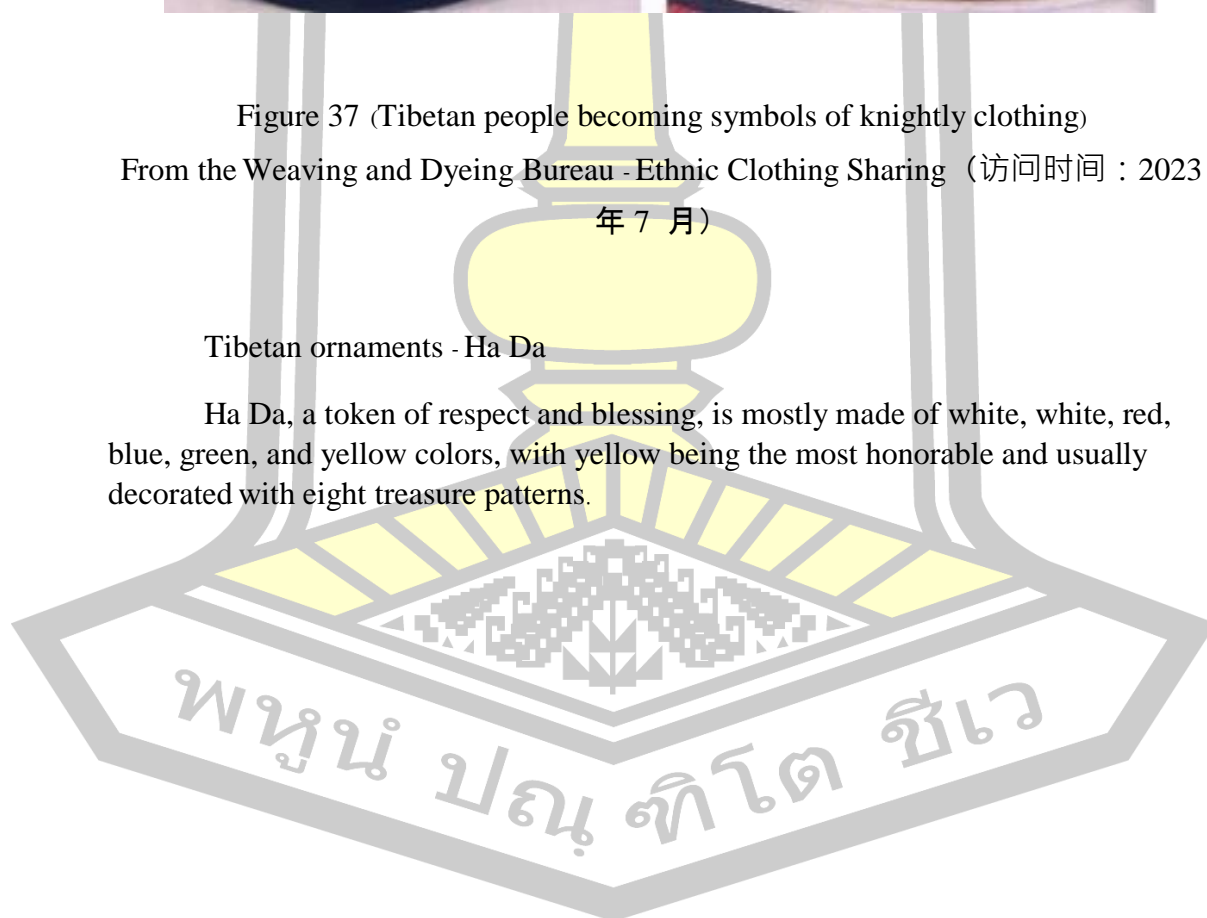 Figure 37 (Tibetan people becoming symbols of knightly clothing)
From the Weaving and Dyeing Bureau - Ethnic Clothing Sharing（访问时间：2023
年 7 月）
Tibetan ornaments - Ha Da
Ha Da, a token of respect and blessing, is mostly made of white, white, red,
blue, green, and yellow colors, with yellow being the most honorable and usually
decorated with eight treasure patterns.
พหูนํ ปณฺฑิโต ชีเว